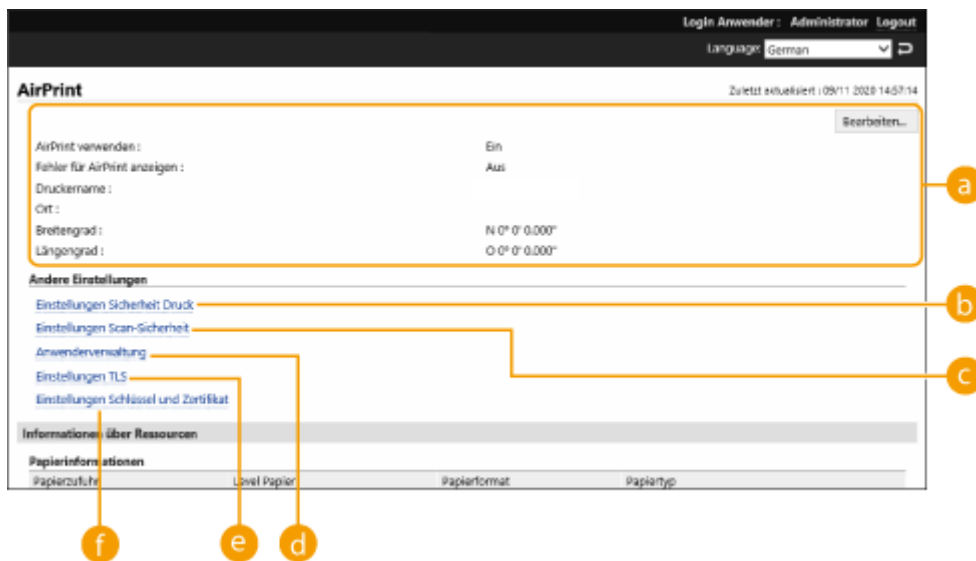 Login Anwender : Administrator Logout
Language: German
AirPrint
Zuletzt aktualisiert : 09/11 2020 14:57:14
Bearbeiten...
AirPrint verwenden : Ein
Fehler für AirPrint anzeigen : Aus
Druckername :
Ort :
Breitengrad : N 0° 0' 0.000"
Längengrad : O 0° 0' 0.000"
a
Andere Einstellungen
Einstellungen Sicherheit Druck
b
Einstellungen Scan-Sicherheit
Anwenderverwaltung
c
Einstellungen TLS
Einstellungen Schlüssel und Zertifikat
Informationen über Ressourcen
Papierinformationen
Papierzufuhr Level Papier Papierformat Papiertyp
f e d